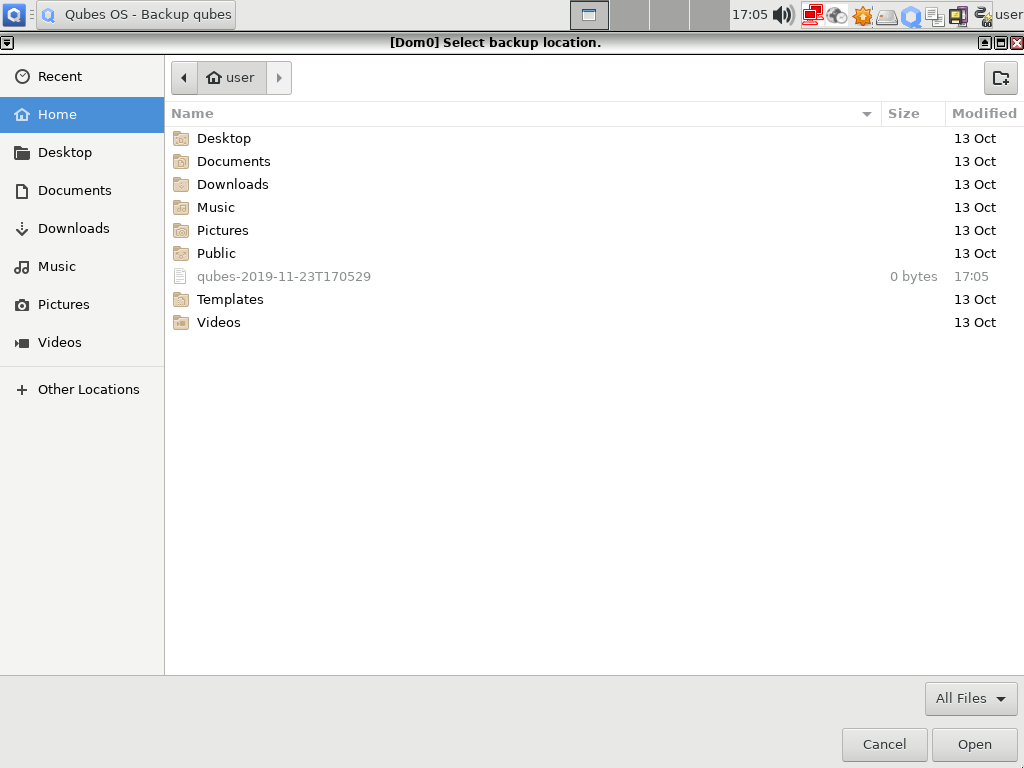 Qubes OS - Backup qubes
17:05
user
[Dom0] Select backup location.
Recent
Home
Desktop
Documents
Downloads
Music
Pictures
Videos
Other Locations
user
Name Size Modified
Desktop 13 Oct
Documents 13 Oct
Downloads 13 Oct
Music 13 Oct
Pictures 13 Oct
Public 13 Oct
qubes-2019-11-23T170529 0 bytes 17:05
Templates 13 Oct
Videos 13 Oct
All Files
Cancel Open